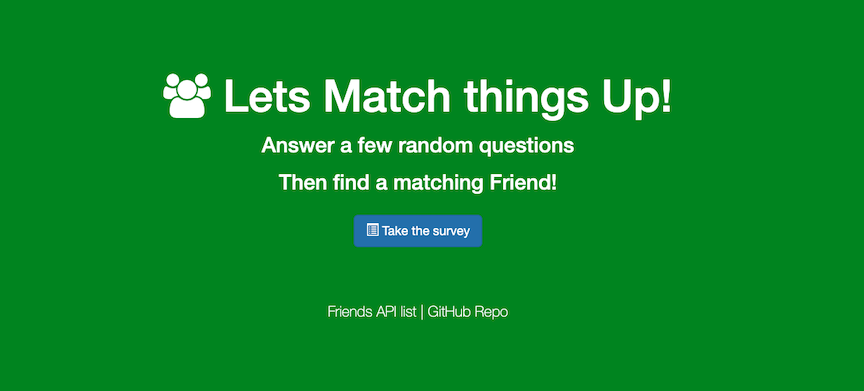 Lets Match things Up!
Answer a few random questions
Then find a matching Friend!
Take the survey
Friends API list | GitHub Repo